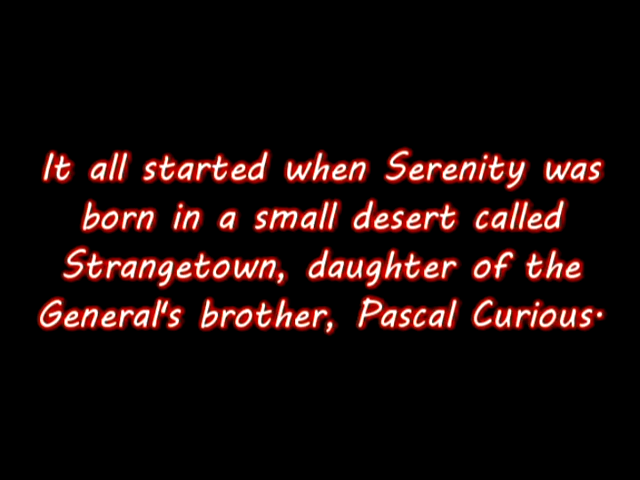 It all started when Serenity was
born in a small desert called
Strangetown, daughter of the
General's brother, Pascal Curious.